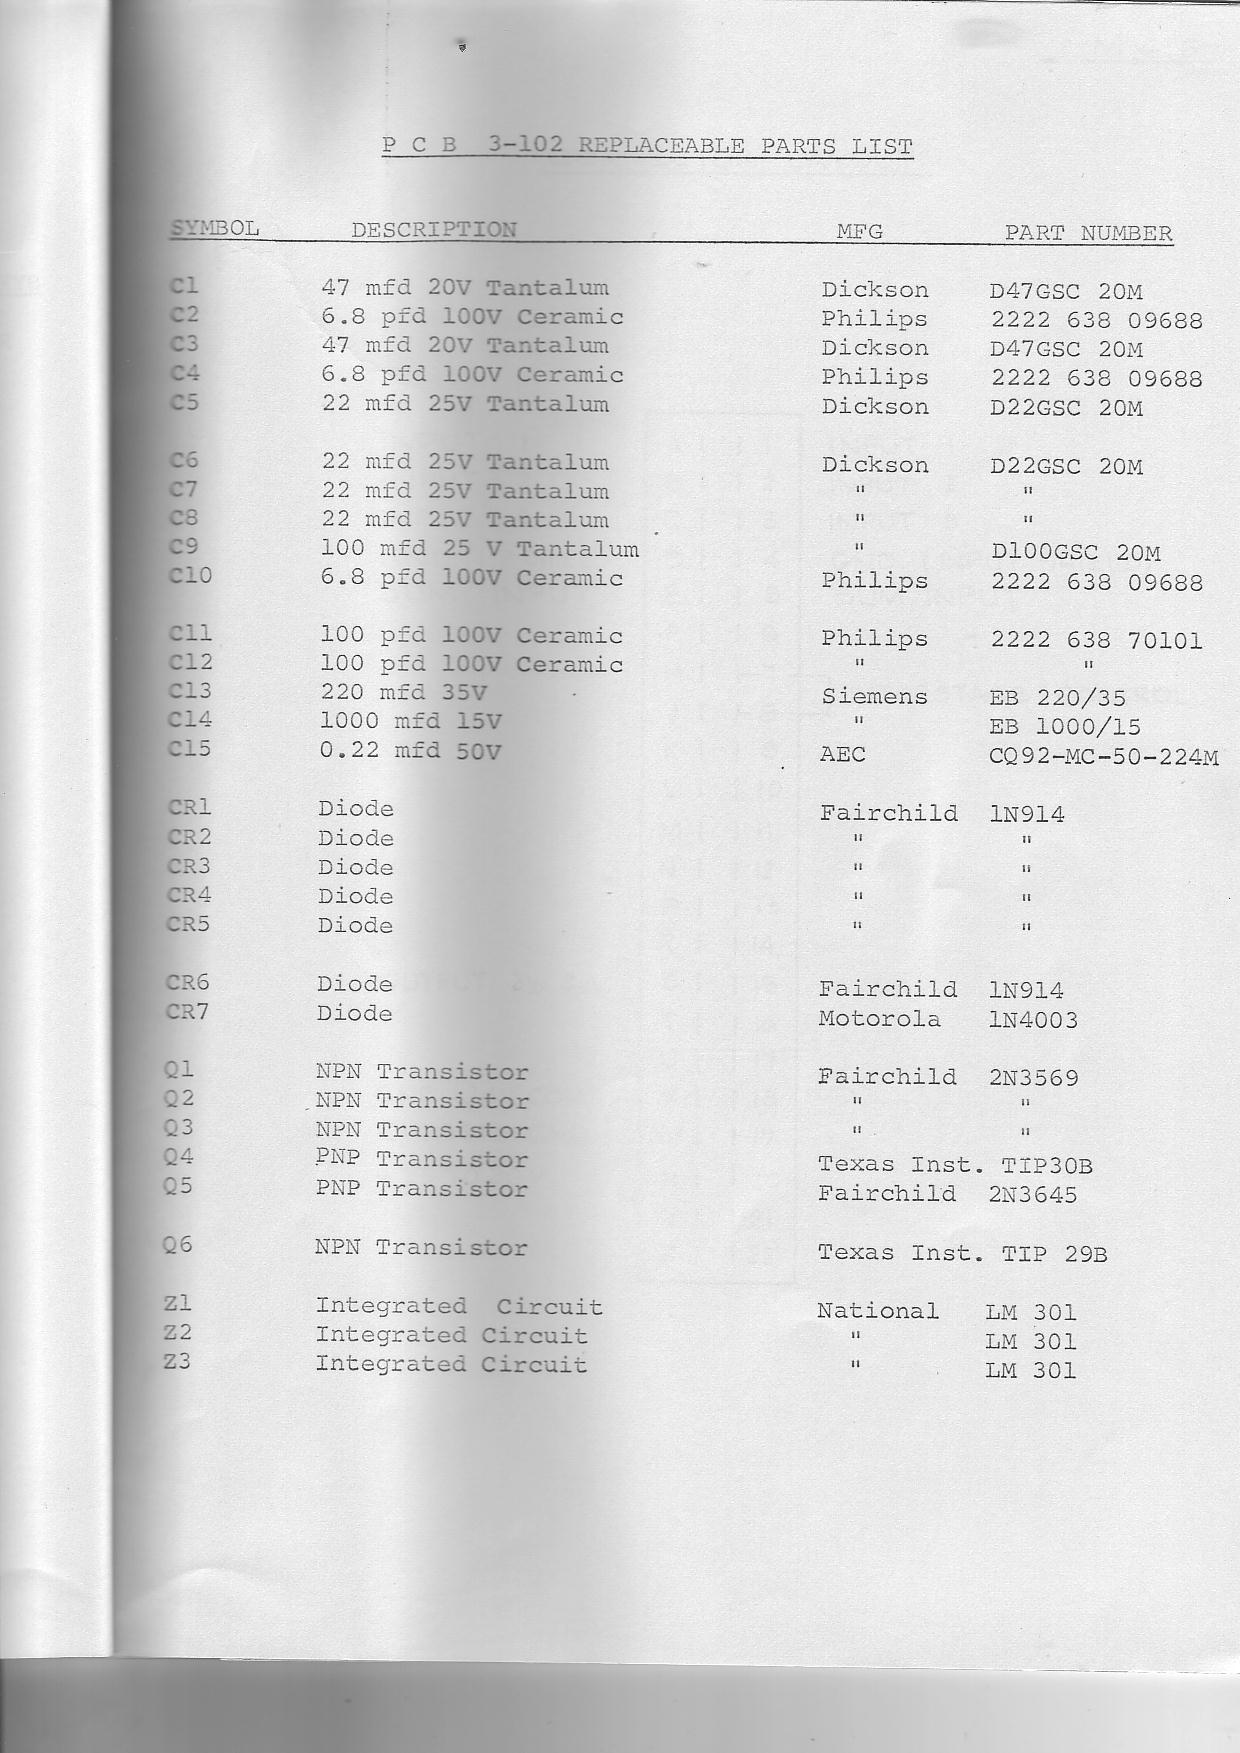 P C B 3-102 REPLACEABLE PARTS LIST
SYMBOL DESCRIPTION MFG PART NUMBER
C1 47 mfd 20V Tantalum Dickson D47GSC 20M
C2 6.8 pfd 100V Ceramic Philips 2222 638 09688
C3 47 mfd 20V Tantalum Dickson D47GSC 20M
C4 6.8 pfd 100V Ceramic Philips 2222 638 09688
C5 22 mfd 25V Tantalum Dickson D22GSC 20M
C6 22 mfd 25V Tantalum Dickson D22GSC 20M
C7 22 mfd 25V Tantalum " "
C8 22 mfd 25V Tantalum " "
C9 100 mfd 25 V Tantalum " D100GSC 20M
C10 6.8 pfd 100V Ceramic Philips 2222 638 09688
C11 100 pfd 100V Ceramic Philips 2222 638 70101
C12 100 pfd 100V Ceramic " "
C13 220 mfd 35V Siemens EB 220/35
C14 1000 mfd 15V " EB 1000/15
C15 0.22 mfd 50V AEC CQ92-MC-50-224M
CR1 Diode Fairchild 1N914
CR2 Diode " "
CR3 Diode " "
CR4 Diode " "
CR5 Diode " "
CR6 Diode Fairchild 1N914
CR7 Diode Motorola 1N4003
Q1 NPN Transistor Fairchild 2N3569
Q2 NPN Transistor " "
Q3 NPN Transistor " "
Q4 PNP Transistor Texas Inst. TIP30B
Q5 PNP Transistor Fairchild 2N3645
Q6 NPN Transistor Texas Inst. TIP 29B
Z1 Integrated Circuit National LM 301
Z2 Integrated Circuit " LM 301
Z3 Integrated Circuit " LM 301